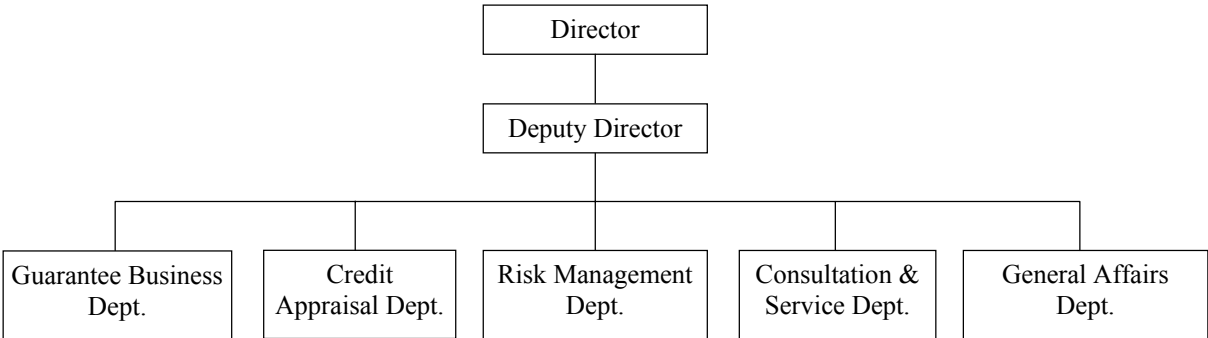 Director
Deputy Director
Guarantee Business
Dept.
Credit
Appraisal Dept.
Risk Management
Dept.
Consultation &
Service Dept.
General Affairs
Dept.